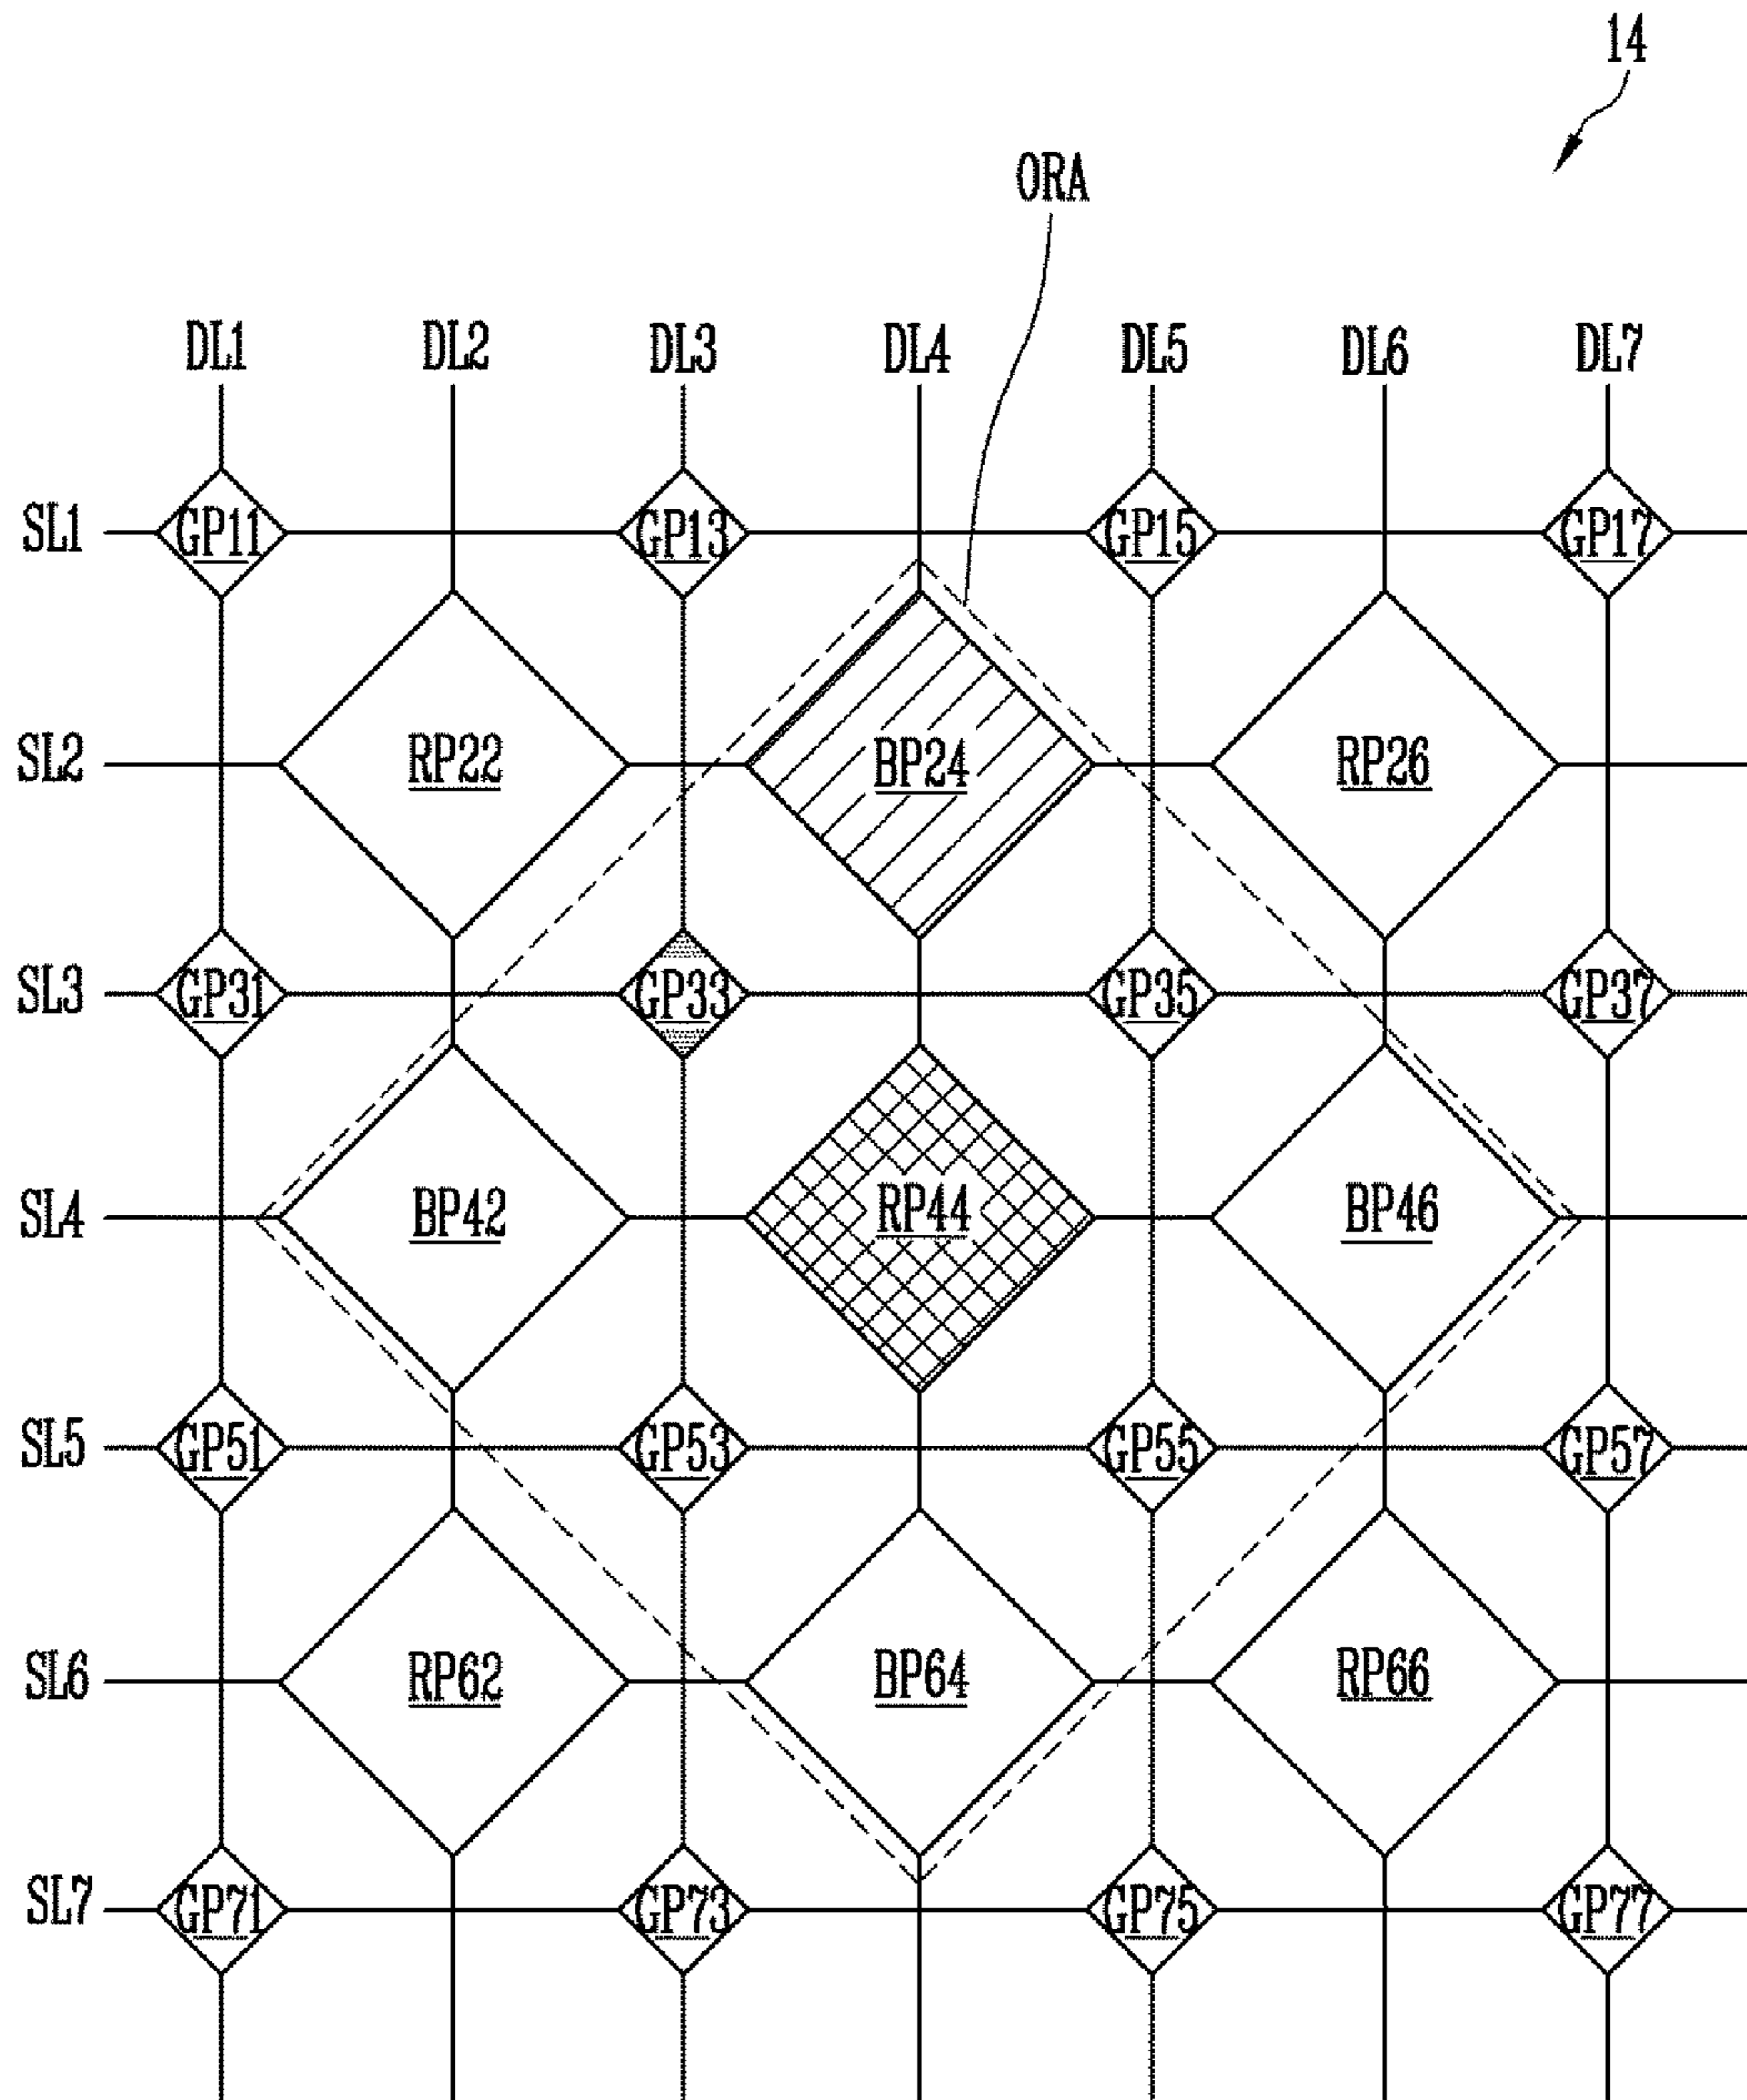 14
ORA
DL1 DL2 DL3 DL4 DL5 DL6 DL7
SL1 GP11 GP13 GP15 GP17
SL2 RP22 BP24 RP26
SL3 GP31 GP33 GP35 GP37
SL4 BP42 RP44 BP46
SL5 GP51 GP53 GP55 GP57
SL6 RP62 BP64 RP66
SL7 GP71 GP73 GP75 GP77